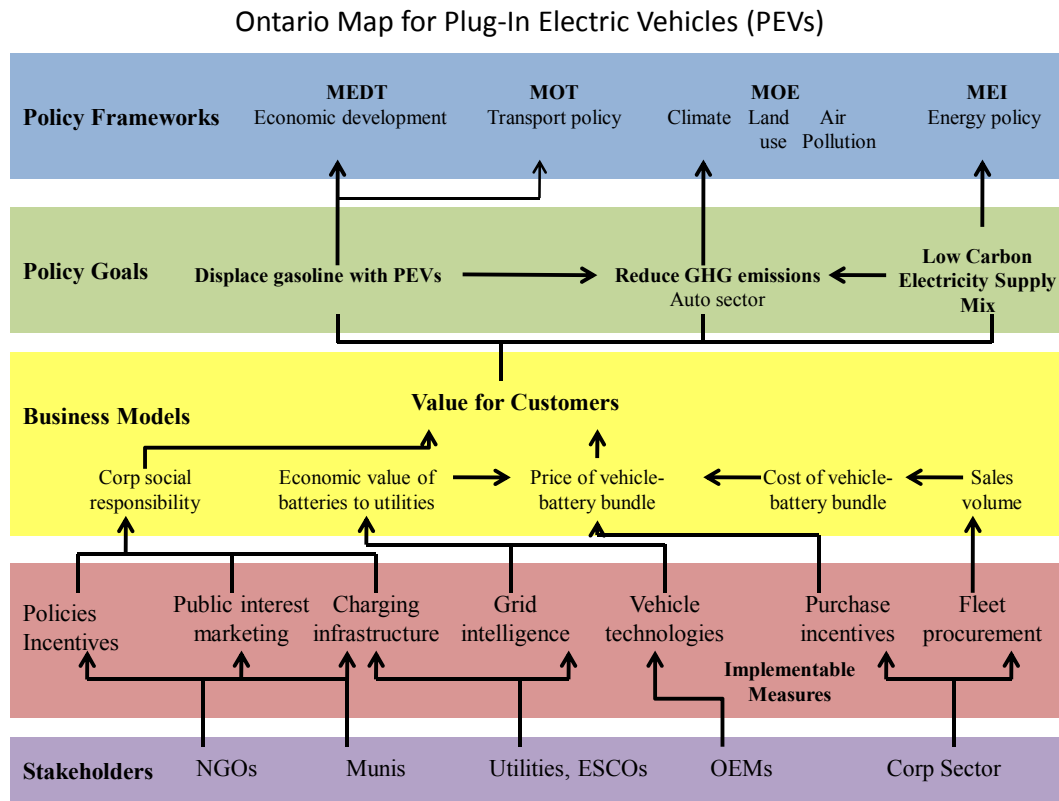 Ontario Map for Plug-In Electric Vehicles (PEVs)
Policy Frameworks
MEDT
Economic development
MOT
Transport policy
MOE
Climate
Land
use
Air
Pollution
MEI
Energy policy
Policy Goals
Displace gasoline with PEVs
Reduce GHG emissions
Auto sector
Low Carbon
Electricity Supply
Mix
Business Models
Value for Customers
Corp social
responsibility
Economic value of
batteries to utilities
Price of vehicle-
battery bundle
Cost of vehicle-
battery bundle
Sales
volume
Policies
Incentives
Public interest
marketing
Charging
infrastructure
Grid
intelligence
Vehicle
technologies
Purchase
incentives
Fleet
procurement
Implementable
Measures
Stakeholders
NGOs
Munis
Utilities, ESCOs
OEMs
Corp Sector